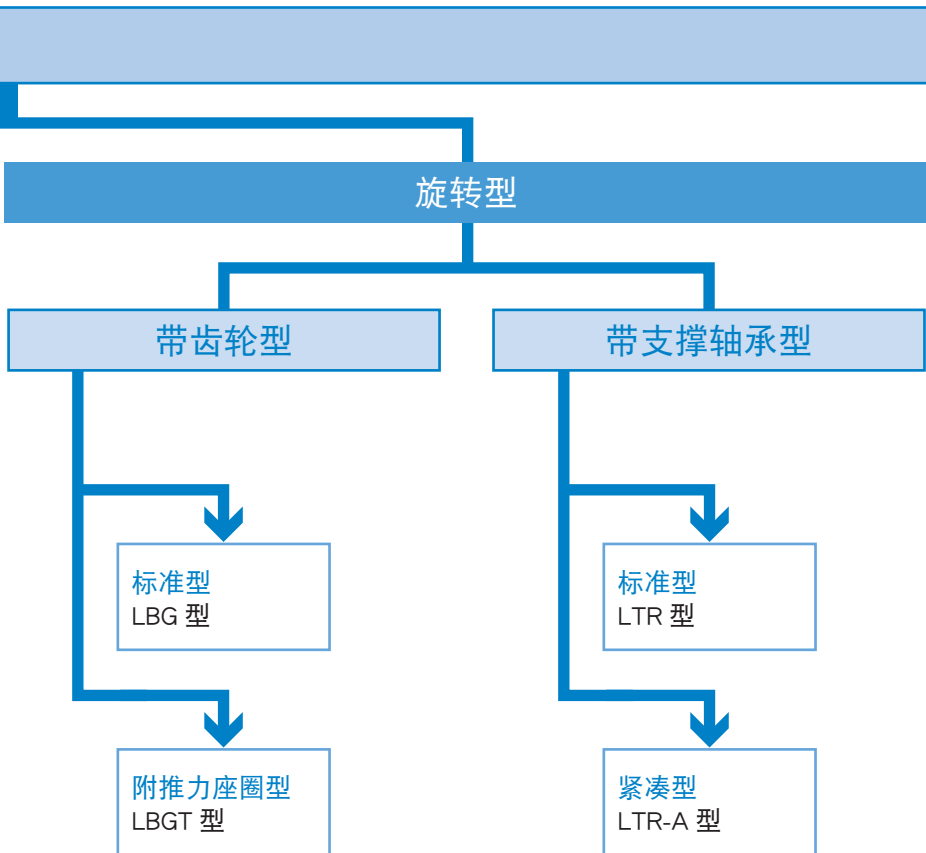 旋转型
带齿轮型
带支撑轴承型
标准型
LBG 型
标准型
LTR 型
附推力座圈型
LBGT 型
紧凑型
LTR-A 型